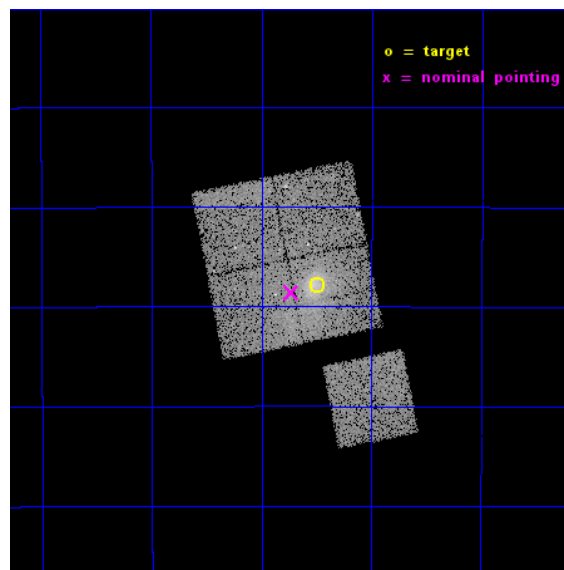 o = target
x = nominal pointing